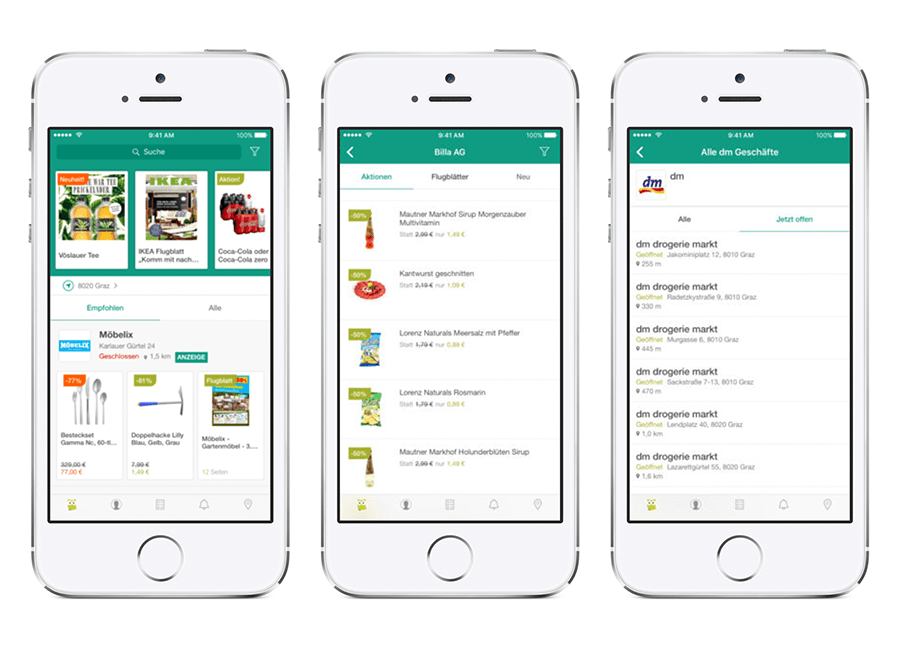 9:41 AM
100%
Suche
Neuheit!
WAR TEE
PRICKELNDER
Vöslauer Tee
IKEA
IKEA Flugblatt
„Komm mit nach...
Aktion!
Coca-Cola oder
Coca-Cola zero
8020 Graz
Empfohlen
Alle
MÖBELIX
Möbelix
Karlauer Gürtel 24
Geschlossen 1,5 km ANZEIGE
-77%
Besteckset
Gamma Nc, 60-tl...
329,00 €
77,00 €
-81%
Doppelhacke Lilly
Blau, Gelb, Grau
7,99 €
1,49 €
Flugblatt
Möbelix -
Gartenmöbel - 3....
12 Seiten
9:41 AM
100%
Billa AG
Aktionen
Flugblätter
Neu
-50%
Mautner Markhof Sirup Morgenzauber
Multivitamin
Statt 2,99 € nur 1,49 €
-50%
Kantwurst geschnitten
Statt 2,19 € nur 1,09 €
-50%
Lorenz Naturals Meersalz mit Pfeffer
Statt 1,79 € nur 0,89 €
-50%
Lorenz Naturals Rosmarin
Statt 1,79 € nur 0,89 €
-50%
Mautner Markhof Holunderblüten Sirup
Statt 2,99 € nur 1,49 €
9:41 AM
100%
Alle dm Geschäfte
dm
dm
Alle
Jetzt offen
dm drogerie markt
Geöffnet Jakominiplatz 12, 8010 Graz
255 m
dm drogerie markt
Geöffnet Radetzkystraße 9, 8010 Graz
330 m
dm drogerie markt
Geöffnet Murgasse 6, 8010 Graz
445 m
dm drogerie markt
Geöffnet Sackstraße 7-13, 8010 Graz
470 m
dm drogerie markt
Geöffnet Lendplatz 40, 8020 Graz
1,0 km
dm drogerie markt
Geöffnet Lazarettgürtel 55, 8020 Graz
1,6 km